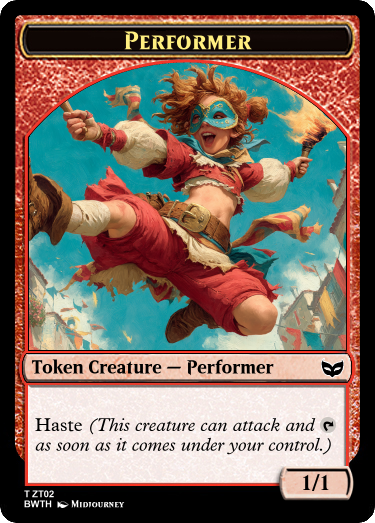 Performer
Token Creature — Performer
Haste (This creature can attack and
as soon as it comes under your control.)
1/1
T ZT02
BWTH Midjourney